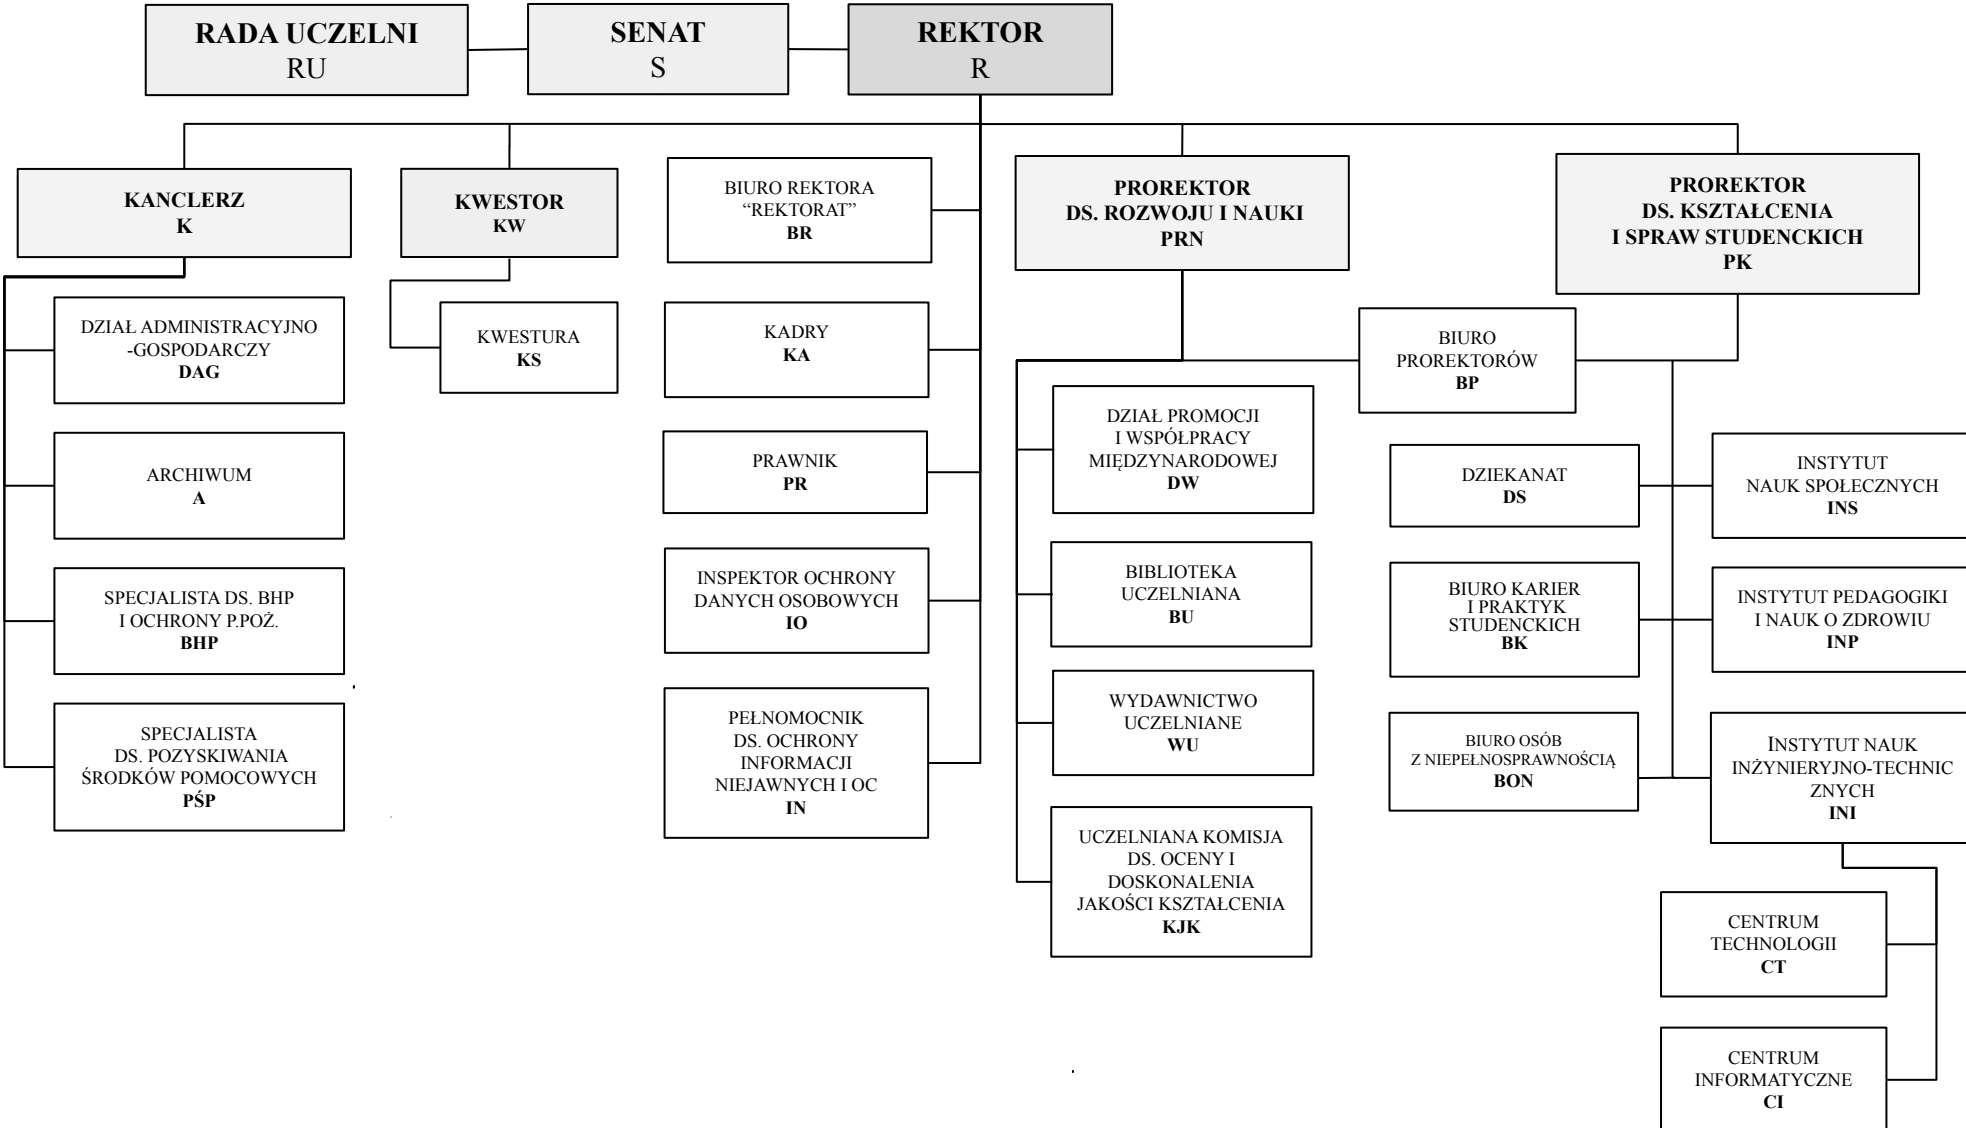 RADA UCZELNI
RU
SENAT
S
REKTOR
R
KANCLERZ
K
KWESTOR
KW
BIURO REKTORA
“REKTORAT”
BR
PROREKTOR
DS. ROZWOJU I NAUKI
PRN
PROREKTOR
DS. KSZTAŁCENIA
I SPRAW STUDENCKICH
PK
DZIAŁ ADMINISTRACYJNO
-GOSPODARCZY
DAG
ARCHIWUM
A
SPECJALISTA DS. BHP
I OCHRONY P.POŻ.
BHP
SPECJALISTA
DS. POZYSKIWANIA
ŚRODKÓW POMOCOWYCH
PŚP
KWESTURA
KS
KADRY
KA
PRAWNIK
PR
INSPEKTOR OCHRONY
DANYCH OSOBOWYCH
IO
PEŁNOMOCNIK
DS. OCHRONY
INFORMACJI
NIEJAWNYCH I OC
IN
BIURO
PROREKTORÓW
BP
DZIAŁ PROMOCJI
I WSPÓŁPRACY
MIĘDZYNARODOWEJ
DW
BIBLIOTEKA
UCZELNIANA
BU
WYDAWNICTWO
UCZELNIANE
WU
UCZELNIANA KOMISJA
DS. OCENY I
DOSKONALENIA
JAKOŚCI KSZTAŁCENIA
KJK
DZIEKANAT
DS
BIURO KARIER
I PRAKTYK
STUDENCKICH
BK
BIURO OSÓB
Z NIEPEŁNOSPRAWNOŚCIĄ
BON
INSTYTUT
NAUK SPOŁECZNYCH
INS
INSTYTUT PEDAGOGIKI
I NAUK O ZDROWIU
INP
INSTYTUT NAUK
INŻYNIERYJNO-TECHNIC
ZNYCH
INI
CENTRUM
TECHNOLOGII
CT
CENTRUM
INFORMATYCZNE
CI